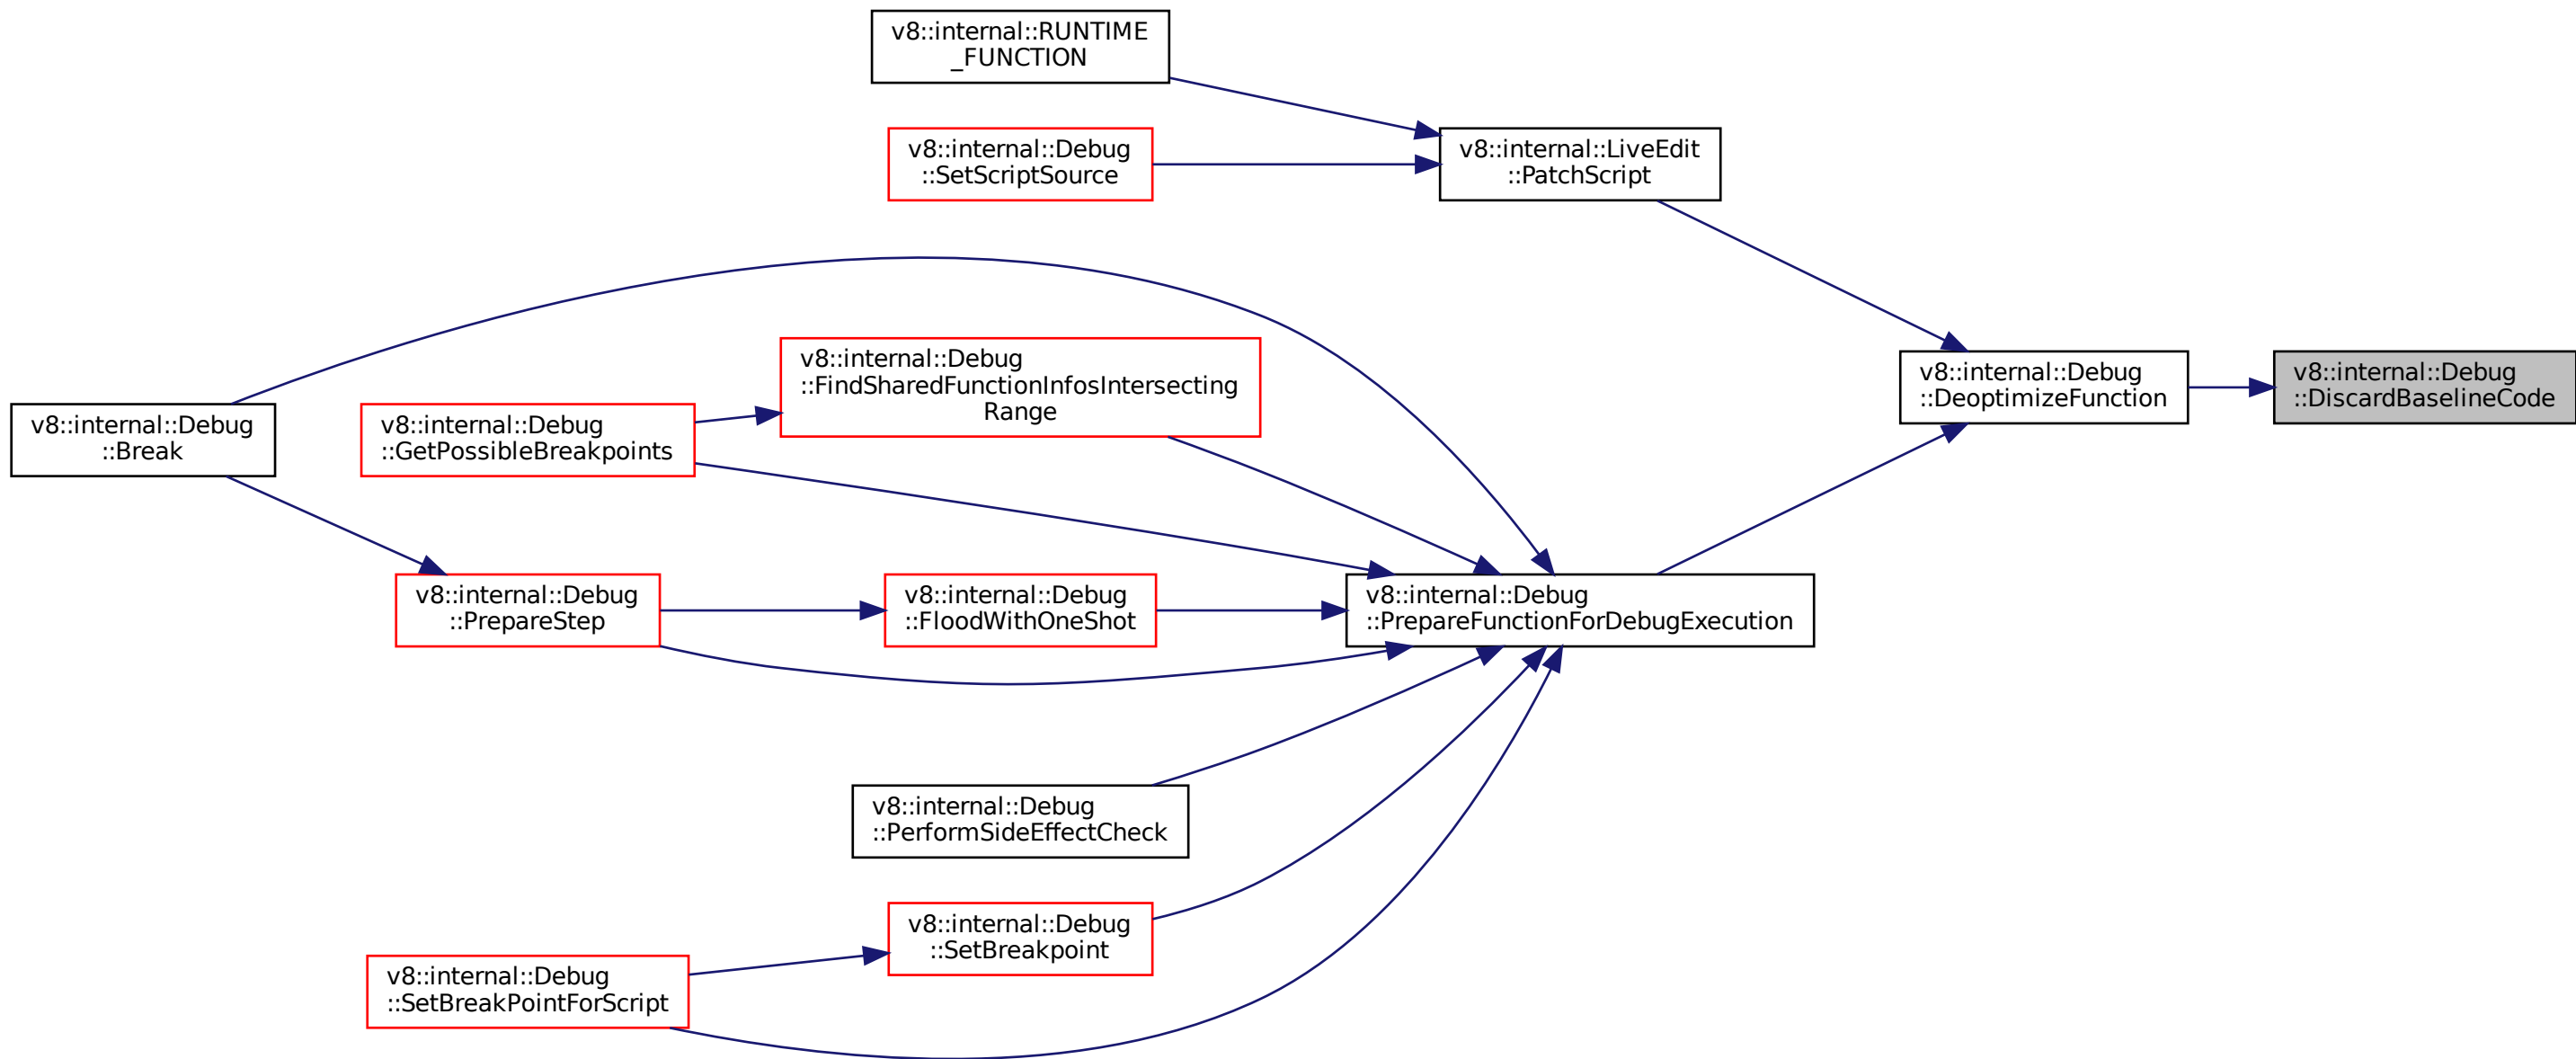 v8::internal::RUNTIME
_FUNCTION
v8::internal::Debug
::SetScriptSource
v8::internal::LiveEdit
::PatchScript
v8::internal::Debug
::FindSharedFunctionInfosIntersecting
Range
v8::internal::Debug
::DeoptimizeFunction
v8::internal::Debug
::DiscardBaselineCode
v8::internal::Debug
::Break
v8::internal::Debug
::GetPossibleBreakpoints
v8::internal::Debug
::PrepareStep
v8::internal::Debug
::FloodWithOneShot
v8::internal::Debug
::PrepareFunctionForDebugExecution
v8::internal::Debug
::PerformSideEffectCheck
v8::internal::Debug
::SetBreakpoint
v8::internal::Debug
::SetBreakPointForScript